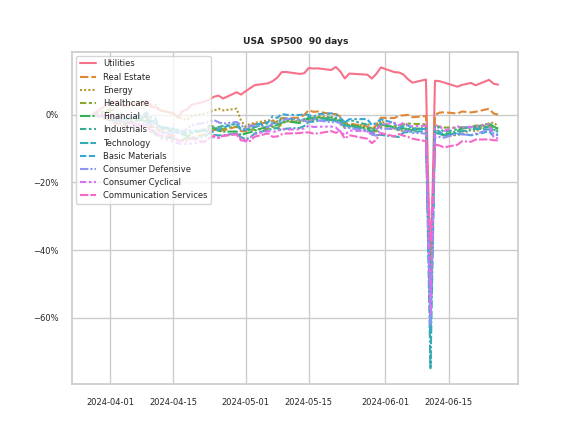 USA SP500 90 days
Utilities
Real Estate
Energy
Healthcare
Financial
Industrials
Technology
Basic Materials
Consumer Defensive
Consumer Cyclical
Communication Services
0%
−20%
−40%
−60%
2024-04-01
2024-04-15
2024-05-01
2024-05-15
2024-06-01
2024-06-15